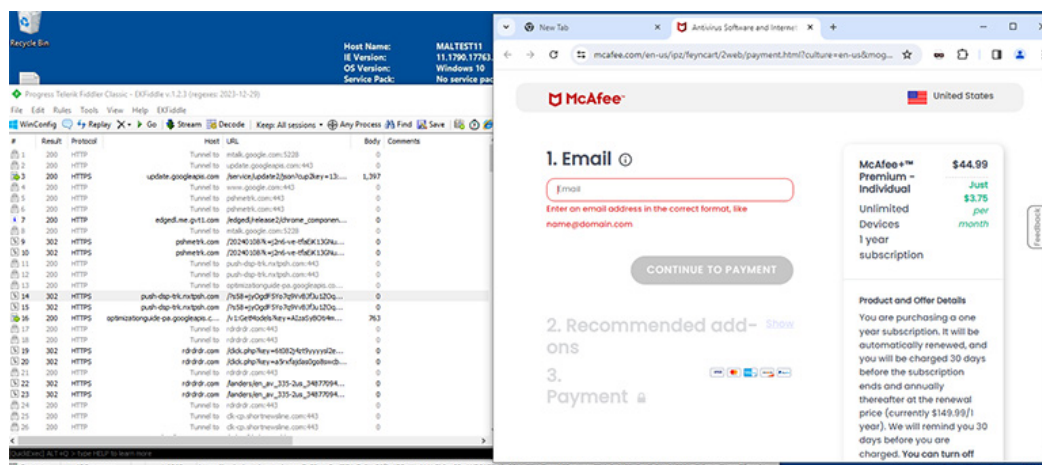 Recycle Bin
Host Name: MALTEST11
IE Version: 11.1790.17763.
OS Version: Windows 10
Service Pack: No service pac
Progress Telerik Fiddler Classic - EKFiddle v.1.2.3 (regexes: 2023-12-29)
File Edit Rules Tools View Help EKFiddle
WinConfig Replay Go Stream Decode Keep: All sessions Any Process Find Save
# Result Protocol Host URL Body Comments
1 200 HTTP Tunnel to mtalk.google.com:5228 0
2 200 HTTP Tunnel to update.googleapis.com:443 0
3 200 HTTPS update.googleapis.com 1,397
4 200 HTTP Tunnel to www.google.com:443 0
5 200 HTTP Tunnel to pshmetrk.com:443 0
6 200 HTTP Tunnel to pshmetrk.com:443 0
7 200 HTTP edgedl.me.gvt1.com /edgedl/release2/chrome_componen... 0
8 200 HTTP Tunnel to mtalk.google.com:5228 0
9 302 HTTPS pshmetrk.com 0
10 302 HTTPS pshmetrk.com 0
11 200 HTTP Tunnel to push-dsp-trk.nxtpsh.com:443 0
12 200 HTTP Tunnel to push-dsp-trk.nxtpsh.com:443 0
13 200 HTTP Tunnel to optimizationguide-pa.googleapis.co... 0
14 302 HTTPS push-dsp-trk.nxtpsh.com 0
15 302 HTTPS push-dsp-trk.nxtpsh.com 0
16 200 HTTPS optimizationguide-pa.googleapis.c... 763
17 200 HTTP Tunnel to rdrdrdr.com:443 0
18 200 HTTP Tunnel to rdrdrdr.com:443 0
19 302 HTTPS rdrdrdr.com 0
20 302 HTTPS rdrdrdr.com 0
21 200 HTTP Tunnel to rdrdrdr.com:443 0
22 302 HTTPS rdrdrdr.com 0
23 302 HTTPS rdrdrdr.com 0
24 200 HTTP Tunnel to rdrdrdr.com:443 0
25 200 HTTP Tunnel to clk-cp.shortnewsline.com:443 0
26 200 HTTP Tunnel to clk-cp.shortnewsline.com:443 0
[QuickExec] ALT+Q > type HELP to learn more
New Tab
Antivirus Software and Interne
mcafee.com/en-us/ipz/feyncart/2web/payment.html?culture=en-us&mog...
McAfee™
United States
1. Email
Email
Enter an email address in the correct format, like
name@domain.com
CONTINUE TO PAYMENT
2. Recommended add-
ons
Show
3.
Payment
McAfee+™
Premium -
Individual
Unlimited
Devices
1 year
subscription
$44.99
Just
$3.75
per
month
Feedback
Product and Offer
Details
You are purchasing a one
year subscription. It will be
automatically renewed, and
you will be charged 30 days
before the subscription
ends and annually
thereafter at the renewal
price (currently $149.99/1
year). We will remind you 30
days before you are
charged. You can turn off